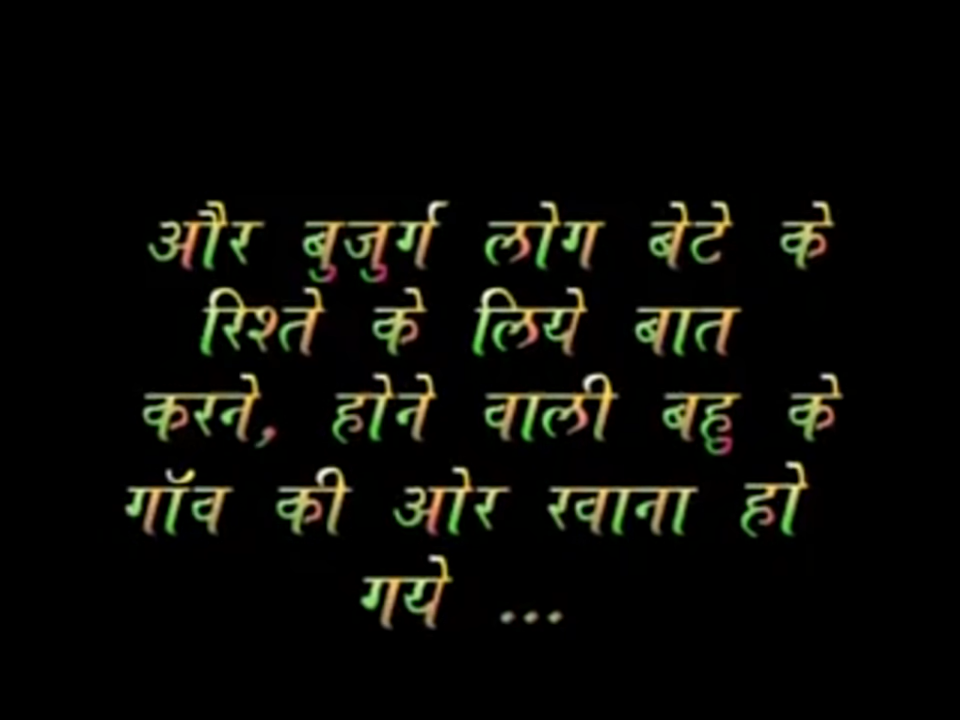 और बुजुर्ग लोग बेटे के
रिश्ते के लिये बात
करने, होने वाली बहु के
गॉव की ओर रवाना हो
गये ...